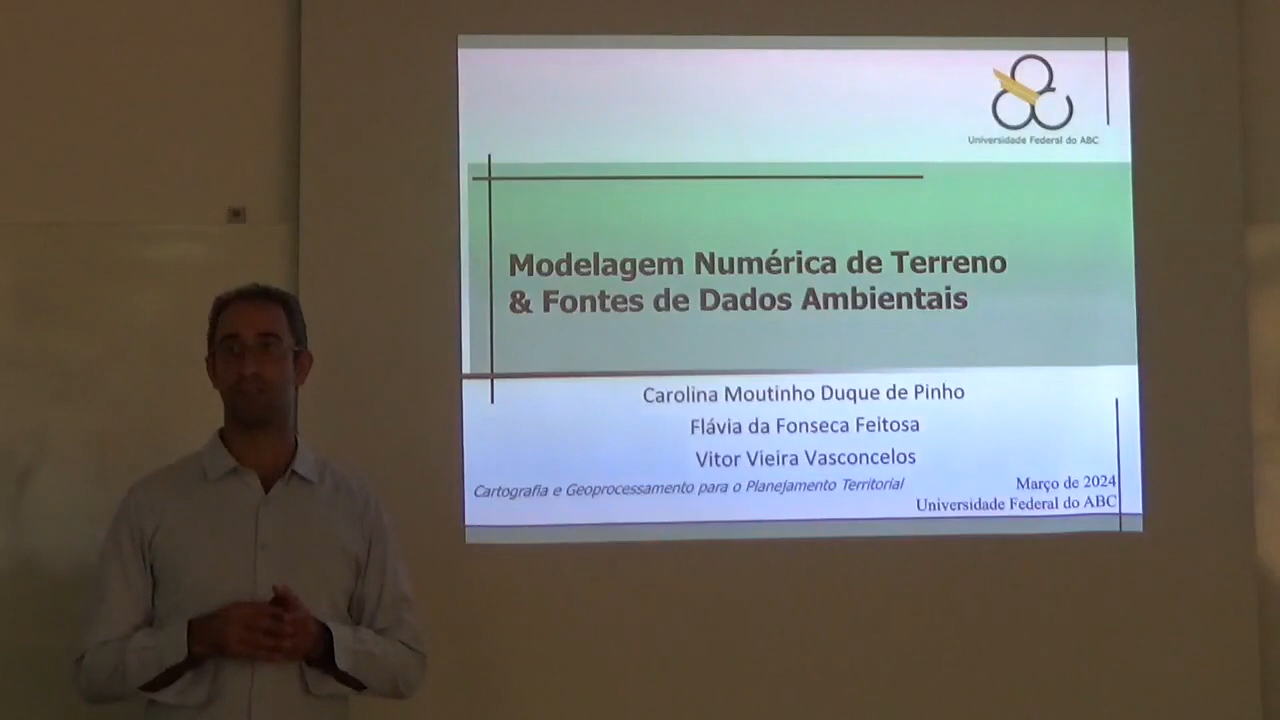 Universidade Federal do ABC
Modelagem Numérica de Terreno
& Fontes de Dados Ambientais
Carolina Moutinho Duque de Pinho
Flávia da Fonseca Feitosa
Vitor Vieira Vasconcelos
Cartografia e Geoprocessamento para o Planejamento Territorial
Março de 2024
Universidade Federal do ABC